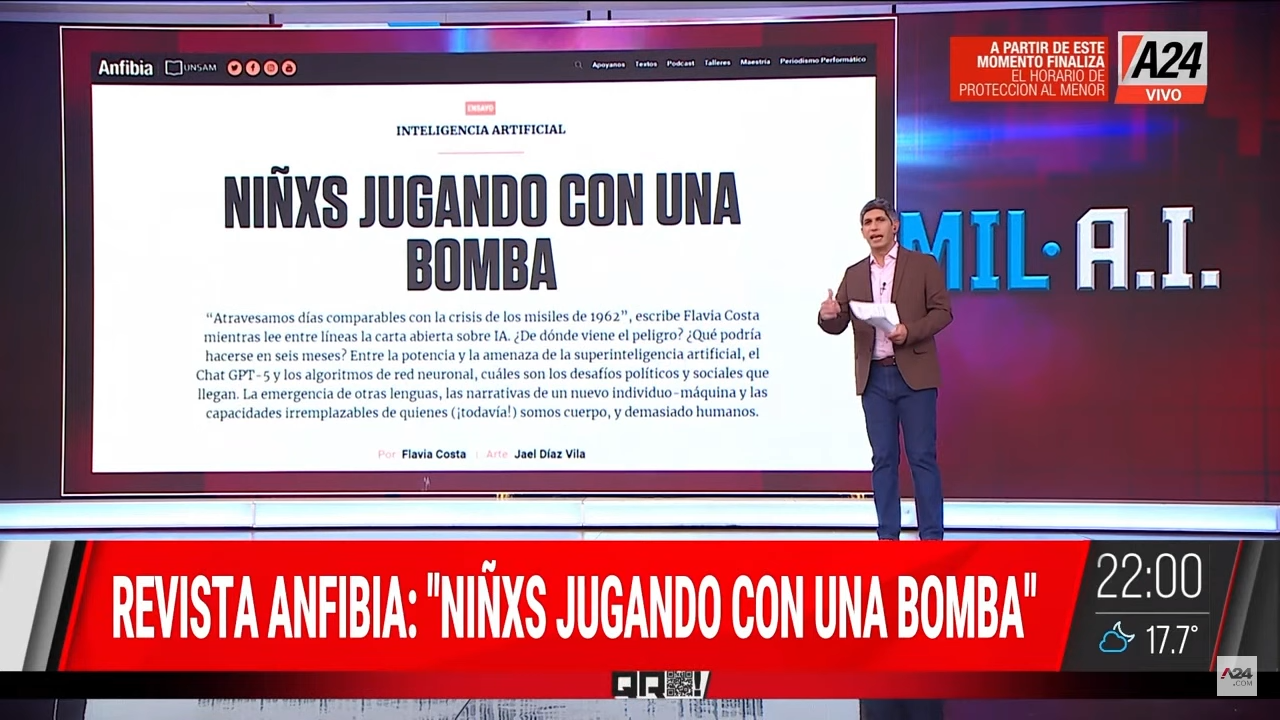 Anfibia
UNSAM
Apoyanos Textos Podcast Talleres Maestría Periodismo Performático
ENSAYO
INTELIGENCIA ARTIFICIAL
NIÑXS JUGANDO CON UNA
BOMBA
“Atravesamos días comparables con la crisis de los misiles de 1962”, escribe Flavia Costa
mientras lee entre líneas la carta abierta sobre IA. ¿De dónde viene el peligro? ¿Qué podría
hacerse en seis meses? Entre la potencia y la amenaza de la superinteligencia artificial, el
Chat GPT-5 y los algoritmos de red neuronal, cuáles son los desafíos políticos y sociales que
llegan. La emergencia de otras lenguas, las narrativas de un nuevo individuo-máquina y las
capacidades irremplazables de quienes (¡todavía!) somos cuerpo, y demasiado humanos.
Por Flavia Costa | Arte Jael Díaz Vila
A PARTIR DE ESTE
MOMENTO FINALIZA
EL HORARIO DE
PROTECCIÓN AL MENOR
A24
VIVO
MIL·A.I.
REVISTA ANFIBIA: "NIÑXS JUGANDO CON UNA BOMBA"
22:00
17.7°
A24
.COM
QR!